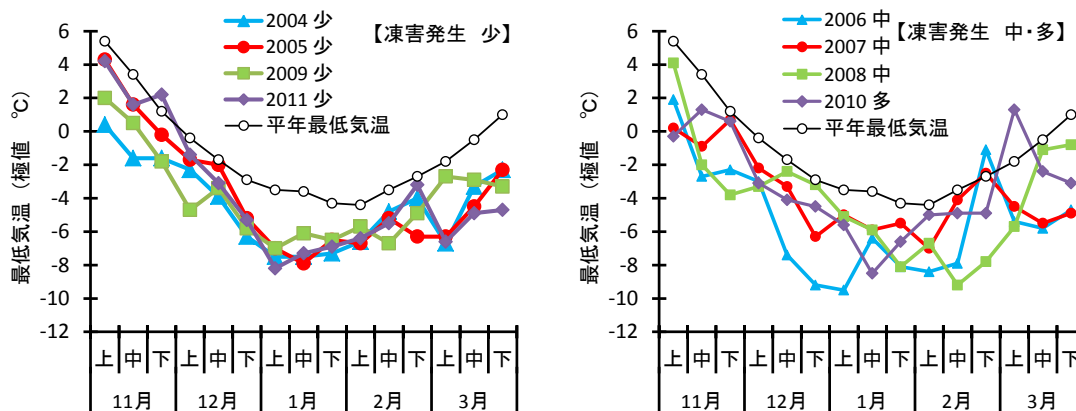 2004 少
2005 少
2009 少
2011 少
平年最低気温
【凍害発生 少】
最低気温（極値 ℃）
6
4
2
0
-2
-4
-6
-8
-10
-12
上 中 下 上 中 下 上 中 下 上 中 下 上 中 下
11月 12月 1月 2月 3月
2006 中
2007 中
2008 中
2010 多
平年最低気温
【凍害発生 中・多】
最低気温（極値 ℃）
6
4
2
0
-2
-4
-6
-8
-10
-12
上 中 下 上 中 下 上 中 下 上 中 下 上 中 下
11月 12月 1月 2月 3月